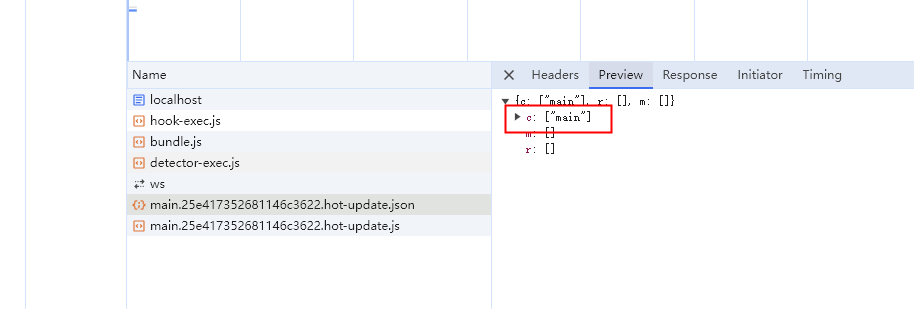 Name
localhost
hook-exec.js
bundle.js
detector-exec.js
ws
main.25e417352681146c3622.hot-update.json
main.25e417352681146c3622.hot-update.js
Headers Preview Response Initiator Timing
{c: ["main"], r: [], m: []}
c: ["main"]
m: []
r: []